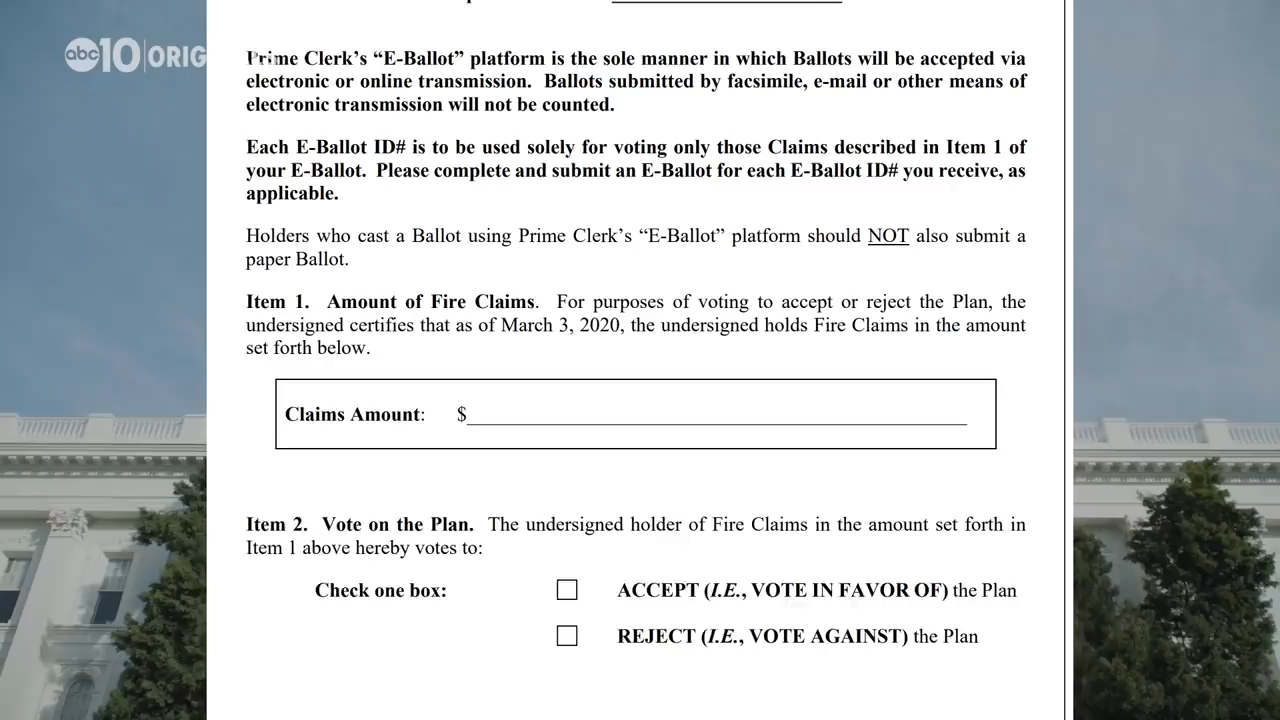 abc10 ORIG
Prime Clerk’s “E-Ballot” platform is the sole manner in which Ballots will be accepted via
electronic or online transmission. Ballots submitted by facsimile, e-mail or other means of
electronic transmission will not be counted.
Each E-Ballot ID# is to be used solely for voting only those Claims described in Item 1 of
your E-Ballot. Please complete and submit an E-Ballot for each E-Ballot ID# you receive, as
applicable.
Holders who cast a Ballot using Prime Clerk’s “E-Ballot” platform should NOT also submit a
paper Ballot.
Item 1. Amount of Fire Claims. For purposes of voting to accept or reject the Plan, the
undersigned certifies that as of March 3, 2020, the undersigned holds Fire Claims in the amount
set forth below.
Claims Amount: $
Item 2. Vote on the Plan. The undersigned holder of Fire Claims in the amount set forth in
Item 1 above hereby votes to:
Check one box: ACCEPT (I.E., VOTE IN FAVOR OF) the Plan
REJECT (I.E., VOTE AGAINST) the Plan